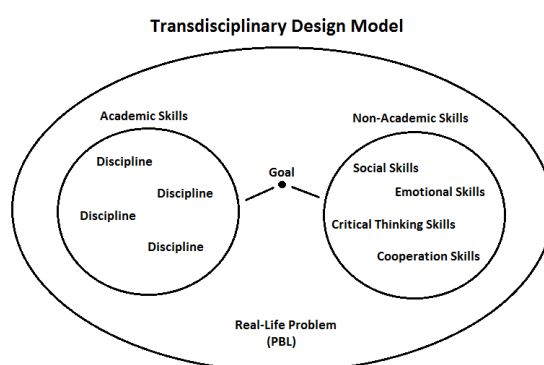 Transdisciplinary Design Model
Academic Skills
Discipline
Discipline
Discipline
Discipline
Goal
Non-Academic Skills
Social Skills
Emotional Skills
Critical Thinking Skills
Cooperation Skills
Real-Life Problem
(PBL)